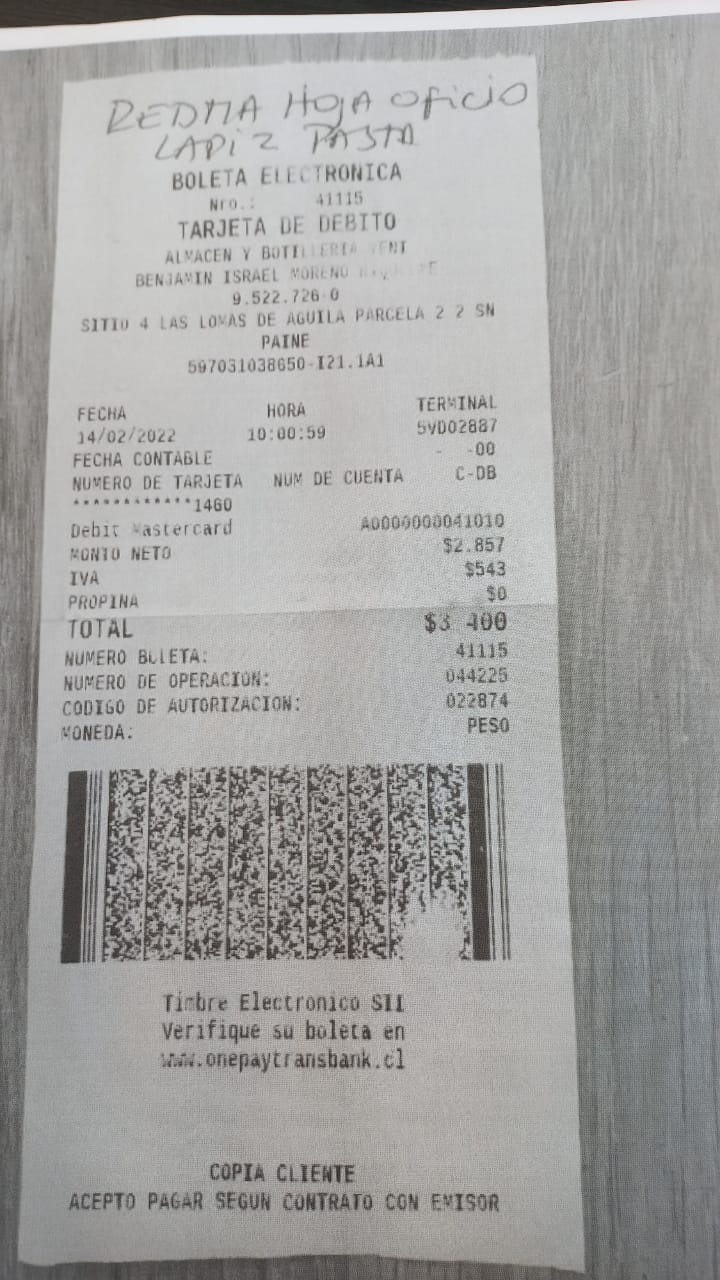 REDMA HOJA OFICIO
LAPIZ PASTA
BOLETA ELECTRONICA
Nro.: 41115
TARJETA DE DEBITO
ALMACEN Y BOTILLERIA VENT
BENJAMIN ISRAEL MORENO
9.522.726-0
SITIO 4 LAS LOMAS DE AGUILA PARCELA 2 2 SN
PAINE
597031038650-I21.1A1
FECHA HORA TERMINAL
14/02/2022 10:00:59 5VD02887
FECHA CONTABLE - -00
NUMERO DE TARJETA NUM DE CUENTA C-DB
************1460
Debit Mastercard A0000000041010
MONTO NETO $2.857
IVA $543
PROPINA $0
TOTAL $3 400
NUMERO BOLETA: 41115
NUMERO DE OPERACION: 044225
CODIGO DE AUTORIZACION: 022874
MONEDA: PESO
Timbre Electronico SII
Verifique su boleta en
www.onepaytransbank.cl
COPIA CLIENTE
ACEPTO PAGAR SEGUN CONTRATO CON EMISOR